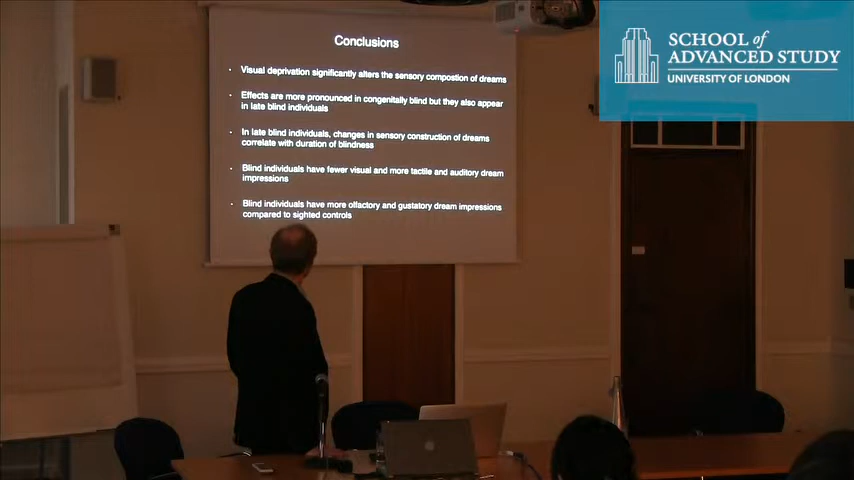 Conclusions
· Visual deprivation significantly alters the sensory compostion of dreams
· Effects are more pronounced in congenitally blind but they also appear
in late blind individuals
· In late blind individuals, changes in sensory construction of dreams
correlate with duration of blindness
· Blind individuals have fewer visual and more tactile and auditory dream
impressions
· Blind individuals have more olfactory and gustatory dream impressions
compared to sighted controls
SCHOOL of
ADVANCED STUDY
UNIVERSITY OF LONDON